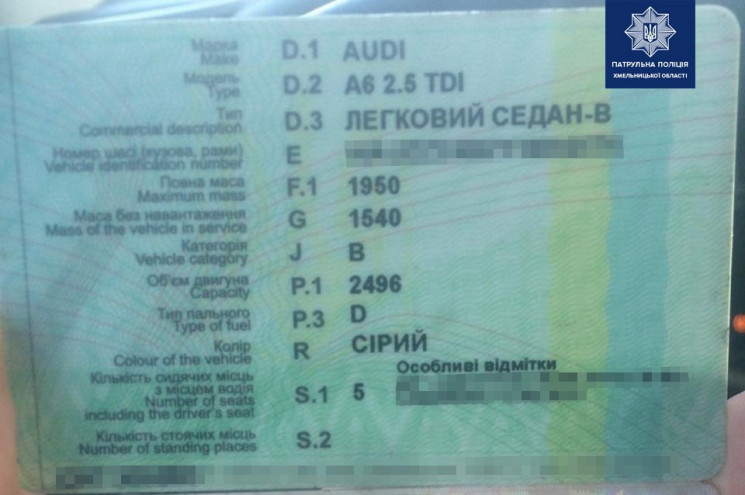 ПАТРУЛЬНА ПОЛІЦІЯ
ХМЕЛЬНИЦЬКОЇ ОБЛАСТІ
Марка
Make D.1 AUDI
Модель
Type D.2 A6 2.5 TDI
Тип
Commercial description D.3 ЛЕГКОВИЙ СЕДАН-В
Номер шасі (кузова, рами)
Vehicle identification number E
Повна маса
Maximum mass F.1 1950
Маса без навантаження
Mass of the vehicle in service G 1540
Категорія
Vehicle category J B
Об'єм двигуна
Capacity P.1 2496
Тип пального
Type of fuel P.3 D
Колір
Colour of the vehicle R СІРИЙ
Особливі відмітки
Кількість сидячих місць
з місцем водія
Number of seats
including the driver's seat S.1 5
Кількість стоячих місць
Number of standing places S.2